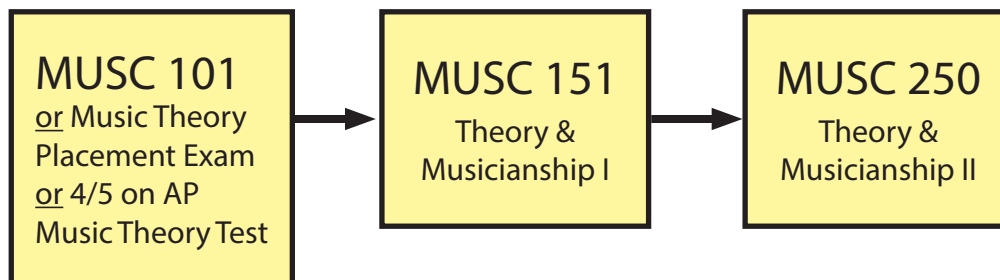 MUSC 101
or Music Theory
Placement Exam
or 4/5 on AP
Music Theory Test
MUSC 151
Theory &
Musicianship I
MUSC 250
Theory &
Musicianship II